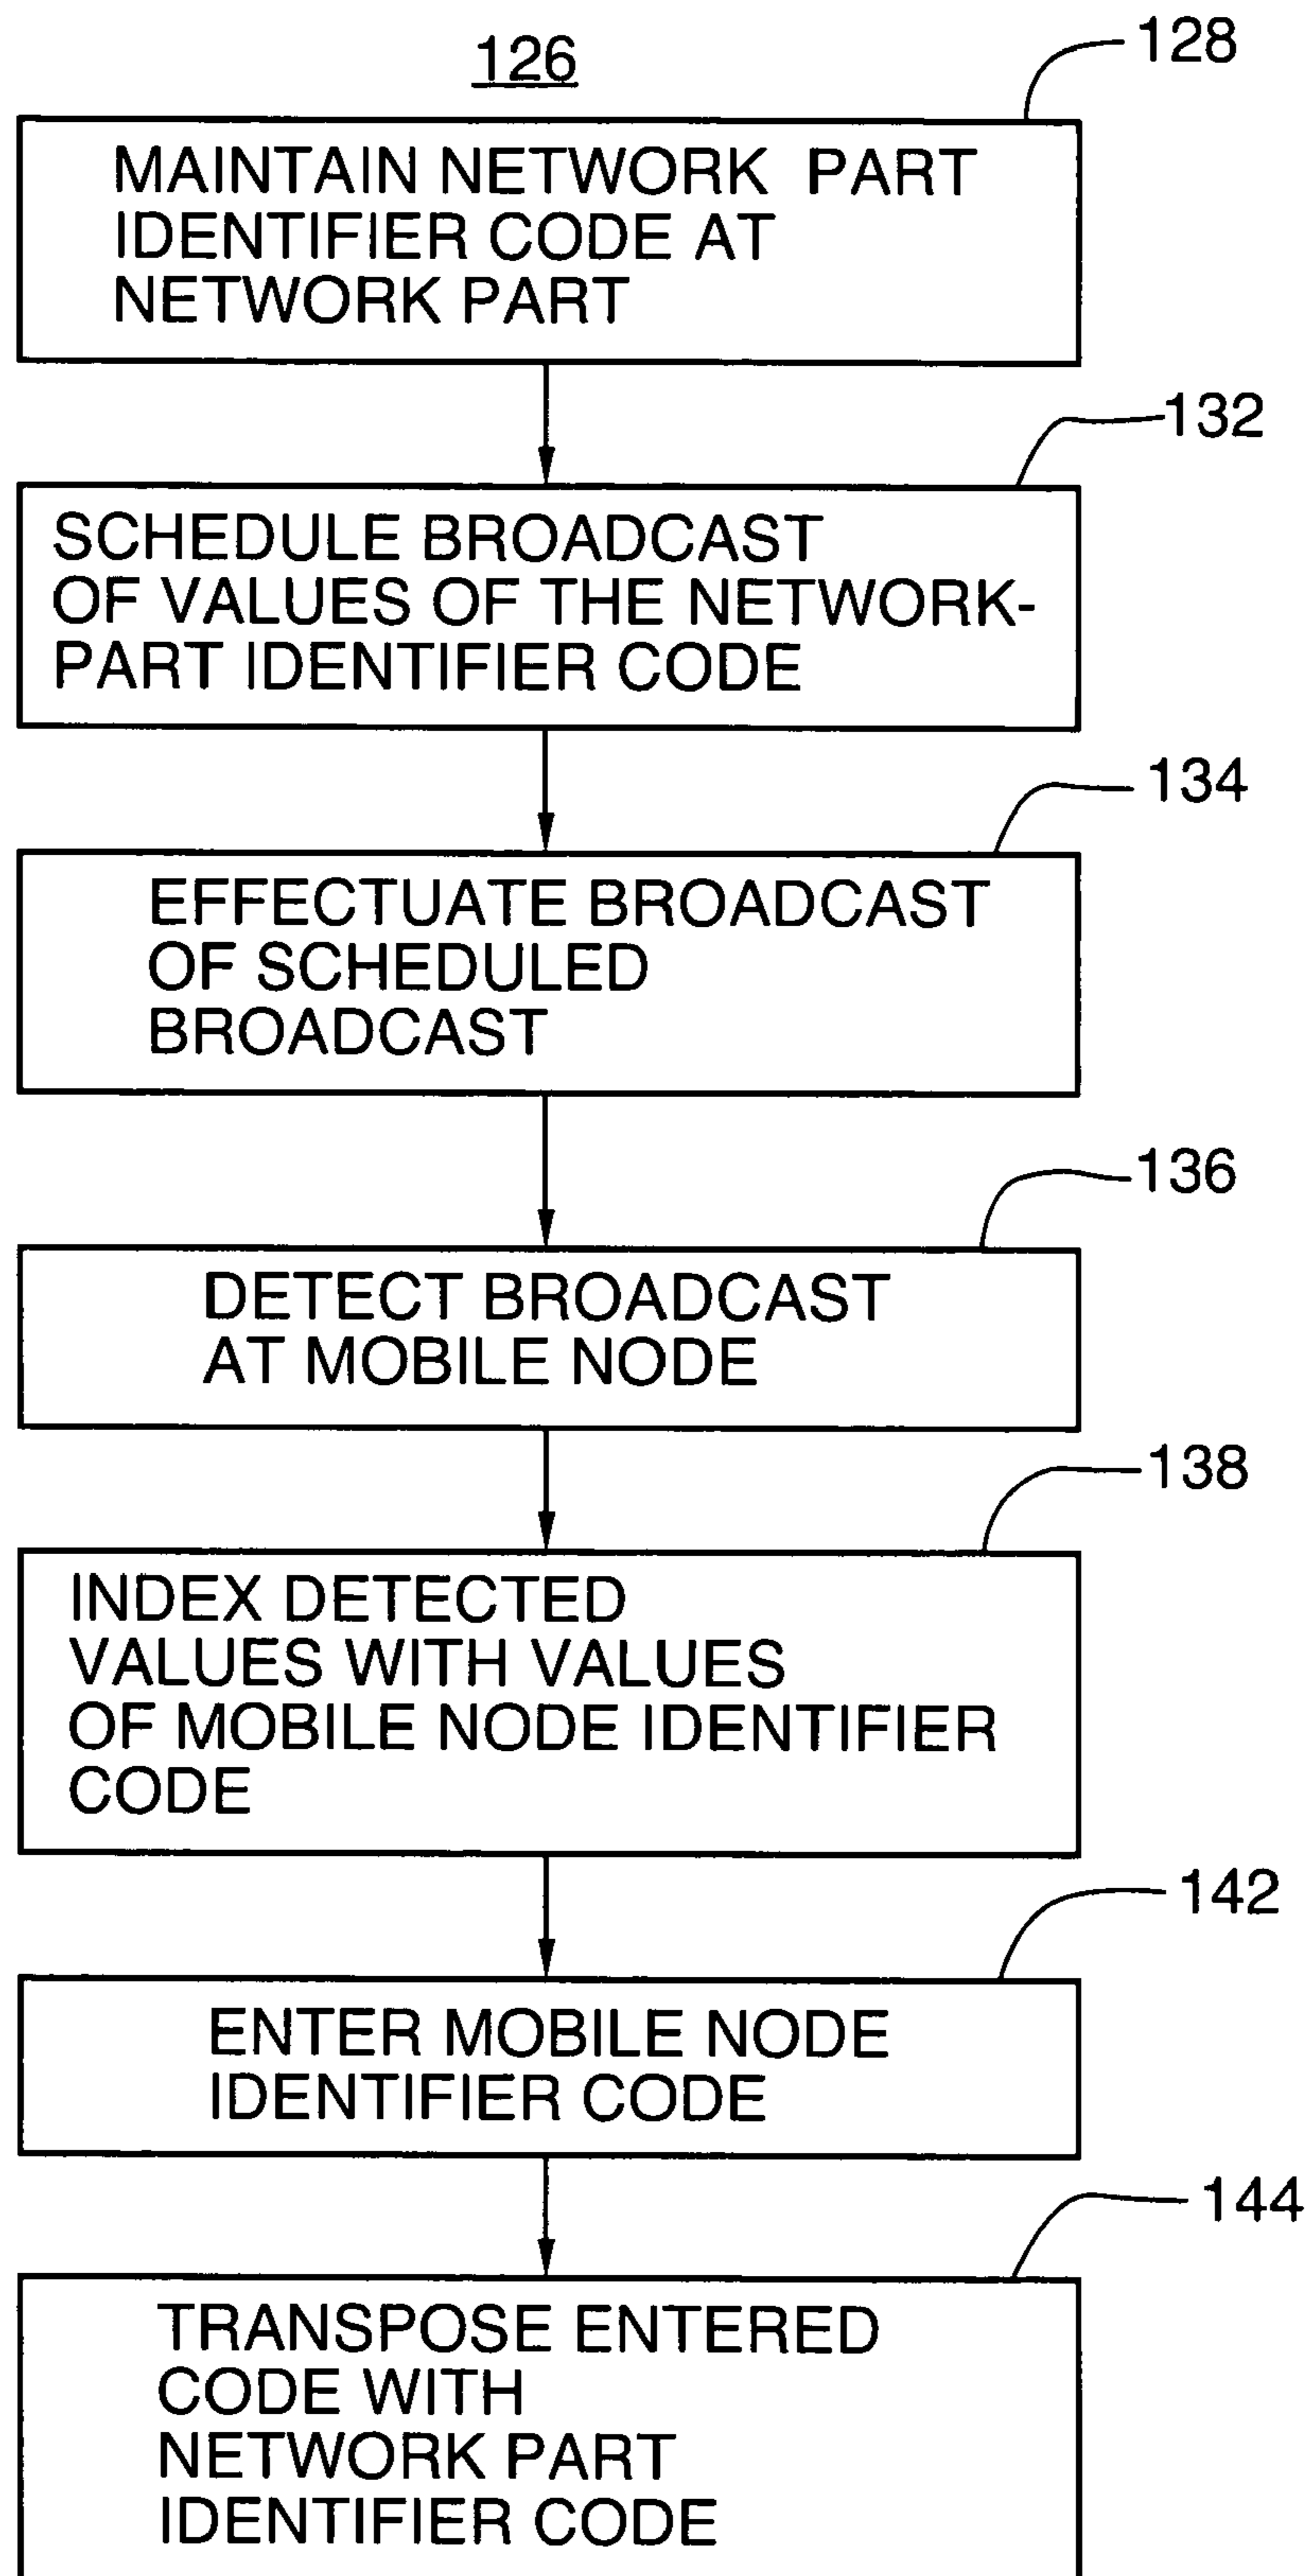 126
128
MAINTAIN NETWORK PART
IDENTIFIER CODE AT
NETWORK PART
132
SCHEDULE BROADCAST
OF VALUES OF THE NETWORK-
PART IDENTIFIER CODE
134
EFFECTUATE BROADCAST
OF SCHEDULED
BROADCAST
136
DETECT BROADCAST
AT MOBILE NODE
138
INDEX DETECTED
VALUES WITH VALUES
OF MOBILE NODE IDENTIFIER
CODE
142
ENTER MOBILE NODE
IDENTIFIER CODE
144
TRANSPOSE ENTERED
CODE WITH
NETWORK PART
IDENTIFIER CODE